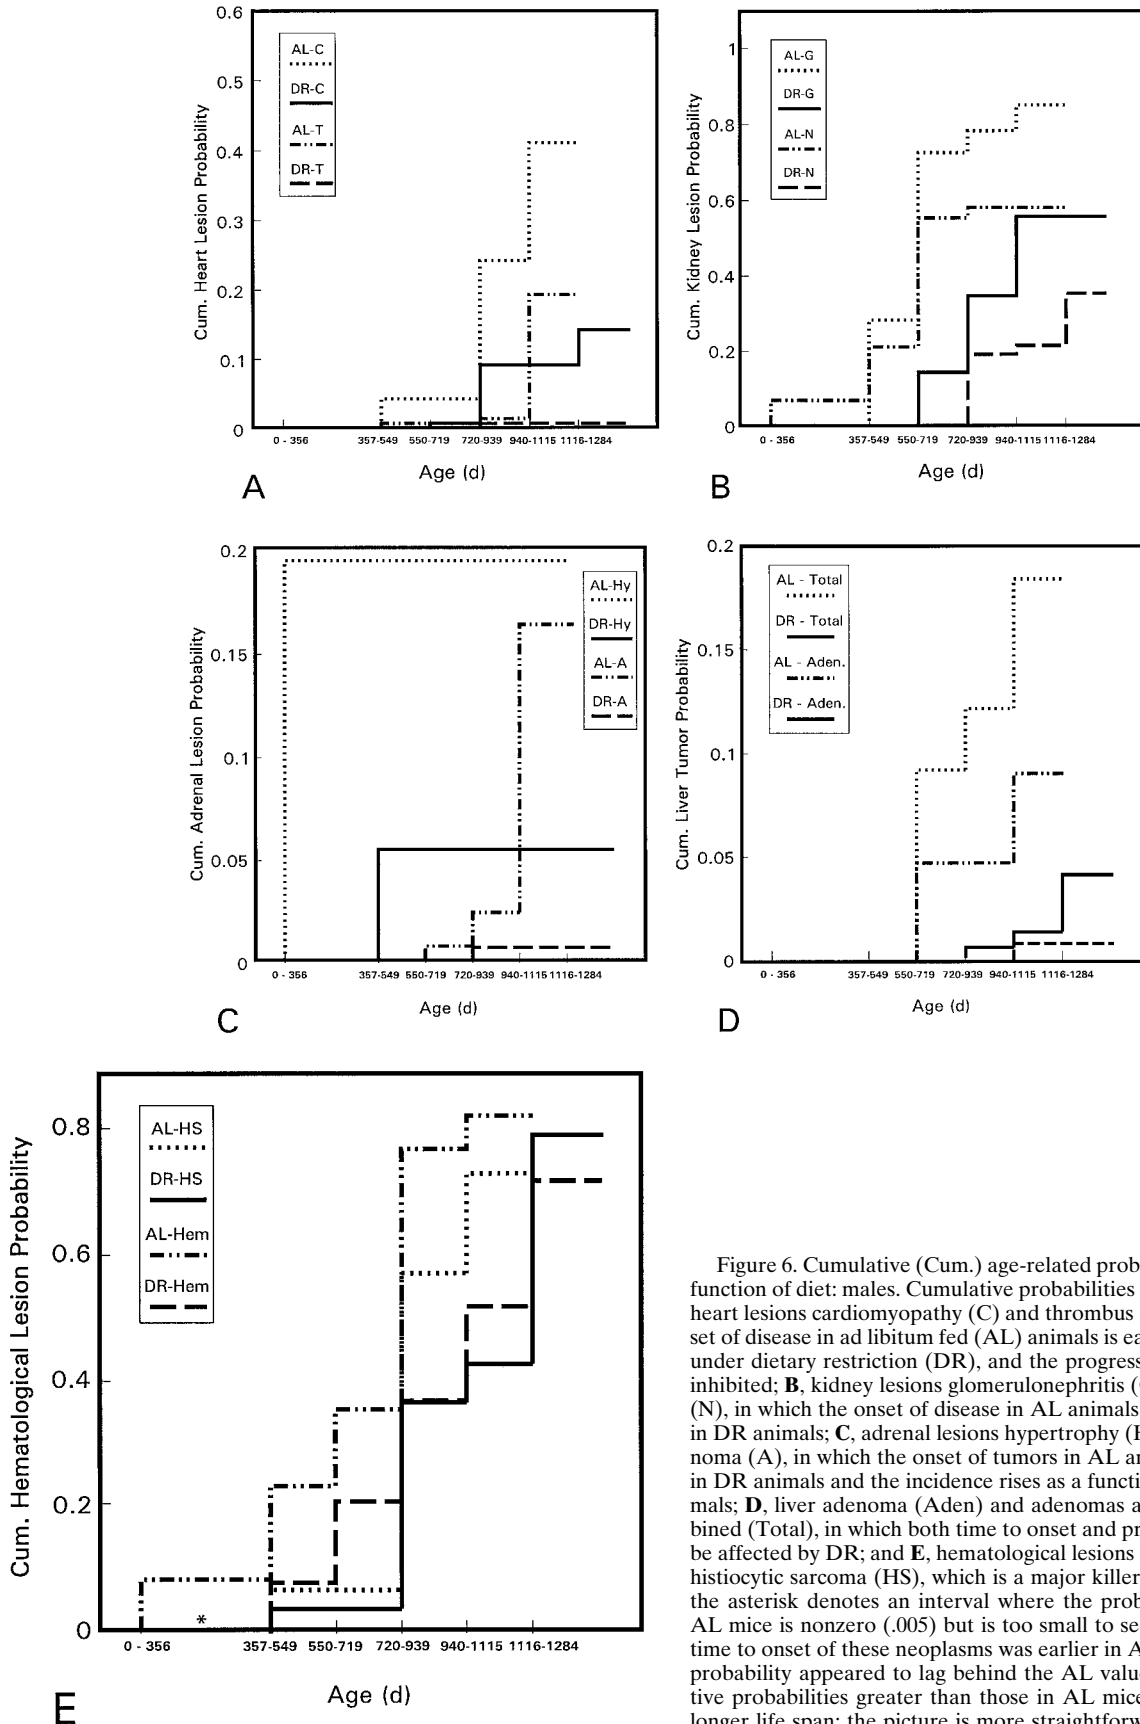 0.6
0.5
0.4
0.3
0.2
0.1
0
Cum. Heart Lesion Probability
AL-C
DR-C
AL-T
DR-T
0 - 356 357-549 550-719 720-939 940-1115 1116-1284
Age (d)
A
1
0.8
0.6
0.4
0.2
0
Cum. Kidney Lesion Probability
AL-G
DR-G
AL-N
DR-N
0 - 356 357-549 550-719 720-939 940-1115 1116-1284
Age (d)
B
0.2
0.15
0.1
0.05
0
Cum. Adrenal Lesion Probability
AL-Hy
DR-Hy
AL-A
DR-A
0 - 356 357-549 550-719 720-939 940-1115 1116-1284
Age (d)
C
0.2
0.15
0.1
0.05
0
Cum. Liver Tumor Probability
AL - Total
DR - Total
AL - Aden.
DR - Aden.
0 - 356 357-549 550-719 720-939 940-1115 1116-1284
Age (d)
D
0.8
0.6
0.4
0.2
0
Cum. Hematological Lesion Probability
AL-HS
DR-HS
AL-Hem
DR-Hem
*
0 - 356 357-549 550-719 720-939 940-1115 1116-1284
Age (d)
E
Figure 6. Cumulative (Cum.) age-related prob
function of diet: males. Cumulative probabilities
heart lesions cardiomyopathy (C) and thrombus
set of disease in ad libitum fed (AL) animals is ea
under dietary restriction (DR), and the progress
inhibited; B, kidney lesions glomerulonephritis (
(N), in which the onset of disease in AL animals
in DR animals; C, adrenal lesions hypertrophy (H
noma (A), in which the onset of tumors in AL an
in DR animals and the incidence rises as a functi
mals; D, liver adenoma (Aden) and adenomas a
bined (Total), in which both time to onset and pr
be affected by DR; and E, hematological lesions
histiocytic sarcoma (HS), which is a major killer
the asterisk denotes an interval where the prob
AL mice is nonzero (.005) but is too small to se
time to onset of these neoplasms was earlier in A
probability appeared to lag behind the AL valu
tive probabilities greater than those in AL mice
longer life span; the picture is more straightforw